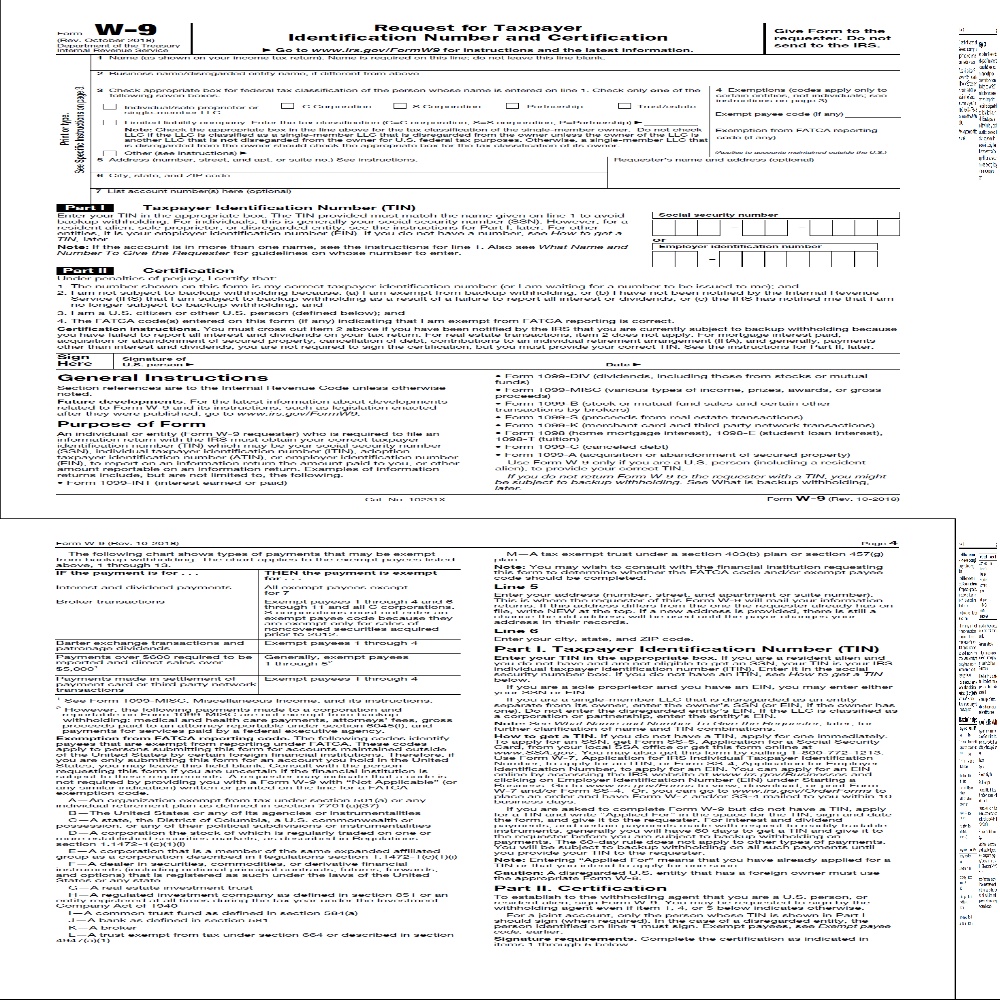 Form W-9
(Rev. October 2018)
Department of the Treasury
Internal Revenue Service
Request for Taxpayer
Identification Number and Certification
► Go to www.irs.gov/FormW9 for instructions and the latest information.
Give Form to the
requester. Do not
send to the IRS.
Print or type.
See Specific Instructions on page 3.
1 Name (as shown on your income tax return). Name is required on this line; do not leave this line blank.
2 Business name/disregarded entity name, if different from above
3 Check appropriate box for federal tax classification of the person whose name is entered on line 1. Check only one of the
following seven boxes.
Individual/sole proprietor or
single-member LLC
C Corporation
S Corporation
Partnership
Trust/estate
Limited liability company. Enter the tax classification (C=C corporation, S=S corporation, P=Partnership) ►
Note: Check the appropriate box in the line above for the tax classification of the single-member owner. Do not check
LLC if the LLC is classified as a single-member LLC that is disregarded from the owner unless the owner of the LLC is
another LLC that is not disregarded from the owner for U.S. federal tax purposes. Otherwise, a single-member LLC that
is disregarded from the owner should check the appropriate box for the tax classification of its owner.
Other (see instructions) ►
4 Exemptions (codes apply only to
certain entities, not individuals; see
instructions on page 3):
Exempt payee code (if any)
Exemption from FATCA reporting
code (if any)
(Applies to accounts maintained outside the U.S.)
5 Address (number, street, and apt. or suite no.) See instructions.
Requester's name and address (optional)
6 City, state, and ZIP code
7 List account number(s) here (optional)
Part I Taxpayer Identification Number (TIN)
Enter your TIN in the appropriate box. The TIN provided must match the name given on line 1 to avoid
backup withholding. For individuals, this is generally your social security number (SSN). However, for a
resident alien, sole proprietor, or disregarded entity, see the instructions for Part I, later. For other
entities, it is your employer identification number (EIN). If you do not have a number, see How to get a
TIN, later.
Note: If the account is in more than one name, see the instructions for line 1. Also see What Name and
Number To Give the Requester for guidelines on whose number to enter.
Social security number
or
Employer identification number
Part II Certification
Under penalties of perjury, I certify that:
1. The number shown on this form is my correct taxpayer identification number (or I am waiting for a number to be issued to me); and
2. I am not subject to backup withholding because: (a) I am exempt from backup withholding, or (b) I have not been notified by the Internal Revenue
Service (IRS) that I am subject to backup withholding as a result of a failure to report all interest or dividends, or (c) the IRS has notified me that I am
no longer subject to backup withholding; and
3. I am a U.S. citizen or other U.S. person (defined below); and
4. The FATCA code(s) entered on this form (if any) indicating that I am exempt from FATCA reporting is correct.
Certification instructions. You must cross out item 2 above if you have been notified by the IRS that you are currently subject to backup withholding because
you have failed to report all interest and dividends on your tax return. For real estate transactions, item 2 does not apply. For mortgage interest paid,
acquisition or abandonment of secured property, cancellation of debt, contributions to an individual retirement arrangement (IRA), and generally, payments
other than interest and dividends, you are not required to sign the certification, but you must provide your correct TIN. See the instructions for Part II, later.
Sign
Here
Signature of
U.S. person ►
Date ►
General Instructions
Section references are to the Internal Revenue Code unless otherwise
noted.
Future developments. For the latest information about developments
related to Form W-9 and its instructions, such as legislation enacted
after they were published, go to www.irs.gov/FormW9.
Purpose of Form
An individual or entity (Form W-9 requester) who is required to file an
information return with the IRS must obtain your correct taxpayer
identification number (TIN) which may be your social security number
(SSN), individual taxpayer identification number (ITIN), adoption
taxpayer identification number (ATIN), or employer identification number
(EIN), to report on an information return the amount paid to you, or other
amount reportable on an information return. Examples of information
returns include, but are not limited to, the following.
• Form 1099-INT (interest earned or paid)
• Form 1099-DIV (dividends, including those from stocks or mutual
funds)
• Form 1099-MISC (various types of income, prizes, awards, or gross
proceeds)
• Form 1099-B (stock or mutual fund sales and certain other
transactions by brokers)
• Form 1099-S (proceeds from real estate transactions)
• Form 1099-K (merchant card and third party network transactions)
• Form 1098 (home mortgage interest), 1098-E (student loan interest),
1098-T (tuition)
• Form 1099-C (canceled debt)
• Form 1099-A (acquisition or abandonment of secured property)
Use Form W-9 only if you are a U.S. person (including a resident
alien), to provide your correct TIN.
If you do not return Form W-9 to the requester with a TIN, you might
be subject to backup withholding. See What is backup withholding,
later.
Cat. No. 10231X
Form W-9 (Rev. 10-2018)
Form W-9 (Rev. 10-2018)
Page 4
The following chart shows types of payments that may be exempt
from backup withholding. The chart applies to the exempt payees listed
above, 1 through 13.
IF the payment is for . . .
THEN the payment is exempt
for . . .
Interest and dividend payments
All exempt payees except
for 7
Broker transactions
Exempt payees 1 through 4 and 6
through 11 and all C corporations.
S corporations must not enter an
exempt payee code because they
are exempt only for sales of
noncovered securities acquired
prior to 2012.
Barter exchange transactions and
patronage dividends
Exempt payees 1 through 4
Payments over $600 required to be
reported and direct sales over
$5,000
Generally, exempt payees
1 through 5
Payments made in settlement of
payment card or third party network
transactions
Exempt payees 1 through 4
See Form 1099-MISC, Miscellaneous Income, and its instructions.
However, the following payments made to a corporation and
reportable on Form 1099-MISC are not exempt from backup
withholding: medical and health care payments, attorneys' fees, gross
proceeds paid to an attorney reportable under section 6045(f), and
payments for services paid by a federal executive agency.
Exemption from FATCA reporting code. The following codes identify
payees that are exempt from reporting under FATCA. These codes
apply to persons submitting this form for accounts maintained outside
of the United States by certain foreign financial institutions. Therefore, if
you are only submitting this form for an account you hold in the United
States, you may leave this field blank. Consult with the person
requesting this form if you are uncertain if the financial institution is
subject to these requirements. A requester may indicate that a code is
not required by providing you with a Form W-9 with "Not Applicable" (or
any similar indication) written or printed on the line for a FATCA
exemption code.
A—An organization exempt from tax under section 501(a) or any
individual retirement plan as defined in section 7701(a)(37)
B—The United States or any of its agencies or instrumentalities
C—A state, the District of Columbia, a U.S. commonwealth or
possession, or any of their political subdivisions or instrumentalities
D—A corporation the stock of which is regularly traded on one or
section 1.1472-1(c)(1)(i)
E—A corporation that is a member of the same expanded affiliated
group as a corporation described in Regulations section 1.1472-1(c)(1)(i)
F—A dealer in securities, commodities, or derivative financial
instruments (including notional principal contracts, futures, forwards,
and options) that is registered as such under the laws of the United
States or any state
G—A real estate investment trust
H—A regulated investment company as defined in section 851 or an
entity registered at all times during the tax year under the Investment
Company Act of 1940
I—A common trust fund as defined in section 584(a)
J—A bank as defined in section 581
K—A broker
L—A trust exempt from tax under section 664 or described in section
4947(a)(1)
M—A tax exempt trust under a section 403(b) plan or section 457(g)
plan
Note: You may wish to consult with the financial institution requesting
this form to determine whether the FATCA code and/or exempt payee
code should be completed.
Line 5
Enter your address (number, street, and apartment or suite number).
This is where the requester of this Form W-9 will mail your information
returns. If this address differs from the one the requester already has on
file, write NEW at the top. If a new address is provided, there is still a
chance the old address will be used until the payor changes your
address in their records.
Line 6
Enter your city, state, and ZIP code.
Part I. Taxpayer Identification Number (TIN)
Enter your TIN in the appropriate box. If you are a resident alien and
you do not have and are not eligible to get an SSN, your TIN is your IRS
individual taxpayer identification number (ITIN). Enter it in the social
security number box. If you do not have an ITIN, see How to get a TIN
below.
If you are a sole proprietor and you have an EIN, you may enter either
your SSN or EIN.
If you are a single-member LLC that is disregarded as an entity
separate from its owner, enter the owner's SSN (or EIN, if the owner has
one). Do not enter the disregarded entity's EIN. If the LLC is classified as
a corporation or partnership, enter the entity's EIN.
Note: See What Name and Number To Give the Requester, later, for
further clarification of name and TIN combinations.
How to get a TIN. If you do not have a TIN, apply for one immediately.
To apply for an SSN, get Form SS-5, Application for a Social Security
Card, from your local SSA office or get this form online at
www.SSA.gov. You may also get this form by calling 1-800-772-1213.
Use Form W-7, Application for IRS Individual Taxpayer Identification
Number, to apply for an ITIN, or Form SS-4, Application for Employer
Identification Number, to apply for an EIN. You can apply for an EIN
online by accessing the IRS website at www.irs.gov/Businesses and
clicking on Employer Identification Number (EIN) under Starting a
Business. Go to www.irs.gov/Forms to view, download, or print Form
W-7 and/or Form SS-4. Or, you can go to www.irs.gov/OrderForms to
place an order and have Form W-7 and/or SS-4 mailed to you within 10
business days.
If you are asked to complete Form W-9 but do not have a TIN, apply
for a TIN and write "Applied For" in the space for the TIN, sign and date
the form, and give it to the requester. For interest and dividend
payments, and certain payments made with respect to readily tradable
instruments, generally you will have 60 days to get a TIN and give it to
the requester before you are subject to backup withholding on
payments. The 60-day rule does not apply to other types of payments.
You will be subject to backup withholding on all such payments until
you provide your TIN to the requester.
Note: Entering "Applied For" means that you have already applied for a
TIN or that you intend to apply for one soon.
Caution: A disregarded U.S. entity that has a foreign owner must use
the appropriate Form W-8.
Part II. Certification
To establish to the withholding agent that you are a U.S. person, or
resident alien, sign Form W-9. You may be requested to sign by the
withholding agent even if item 1, 4, or 5 below indicates otherwise.
For a joint account, only the person whose TIN is shown in Part I
should sign (when required). In the case of a disregarded entity, the
person identified on line 1 must sign. Exempt payees, see Exempt payee
code, earlier.
Signature requirements. Complete the certification as indicated in
items 1 through 5 below.